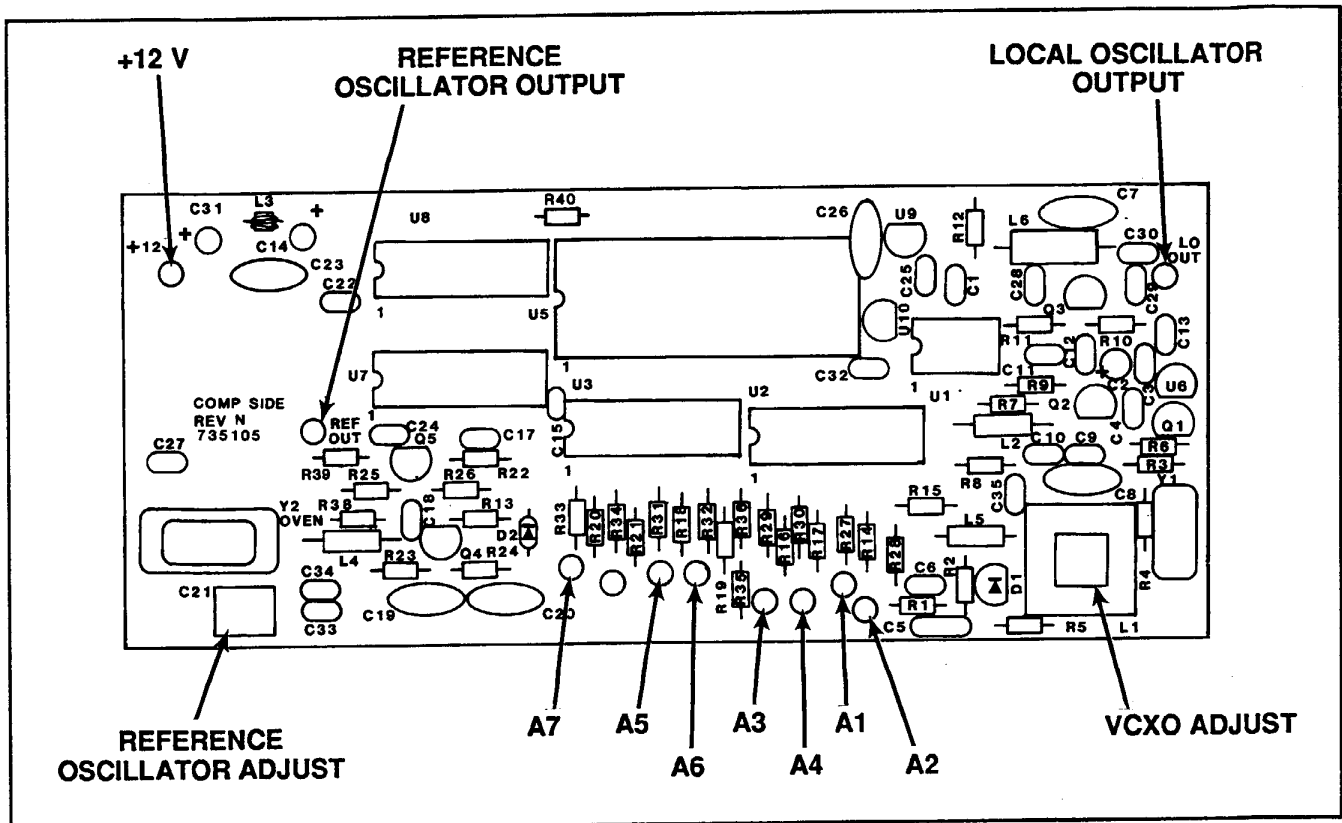 +12 V
REFERENCE
OSCILLATOR OUTPUT
LOCAL OSCILLATOR
OUTPUT
C31
L3
+
+12
+
C14
C23
C22
U8
1
R40
U5
1
C26
U9
R12
L6
C7
C30
LO
OUT
C25
C1
C28
C29
U10
Q3
R11
R10
C13
C32
1
U1
C11
C12
+
C2
C3
U6
R9
R7
Q2
C4
Q1
L2
C10
C9
R6
R3
Y1
U7
1
U3
1
U2
1
C15
COMP SIDE
REV N
735105
REF
OUT
C24
Q5
C17
C27
R39
R25
R26
R22
R38
C18
R13
Y2
OVEN
L4
R23
Q4
R24
D2
C34
C33
C21
C19
C20
R33
R20
R34
R21
R31
R18
R32
R19
R36
R35
R29
R16
R30
R17
R27
R14
R28
R15
R8
C35
C8
L5
R2
D1
C6
R1
C5
R5
L1
R4
A7
A5
A6
A3
A4
A1
A2
REFERENCE
OSCILLATOR ADJUST
VCXO ADJUST